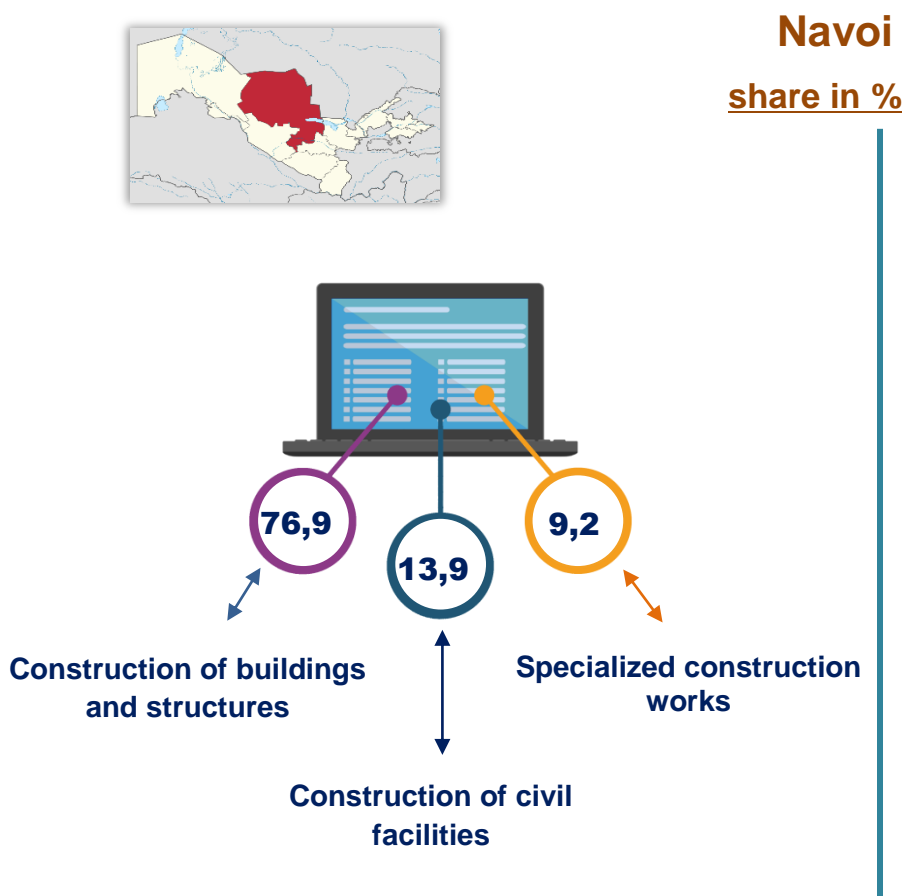 Navoi
share in %
76,9
13,9
9,2
Construction of buildings
and structures
Specialized construction
works
Construction of civil
facilities